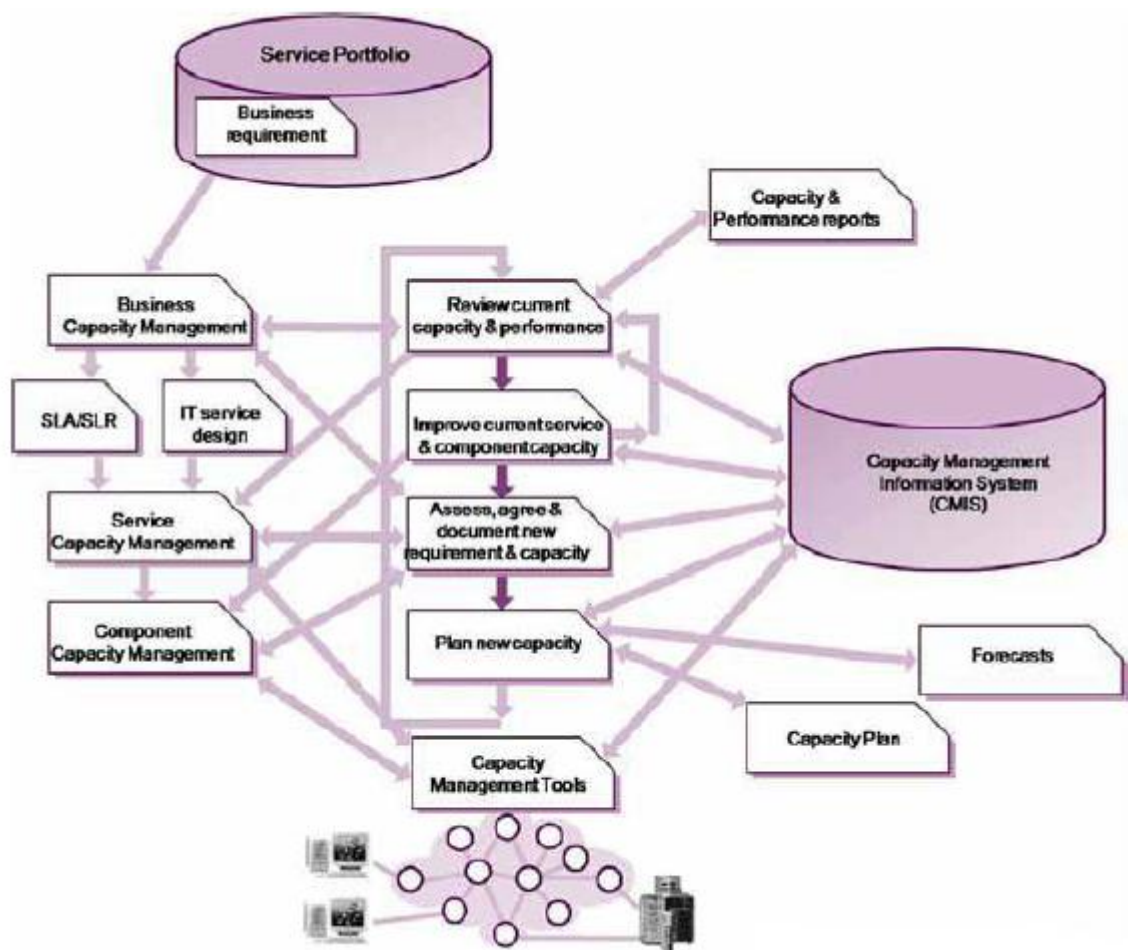 Service Portfolio
Business
requirement
Capacity &
Performance reports
Business
Capacity Management
Review current
capacity & performance
SLA/SLR
IT service
design
Improve current service
& component capacity
Capacity Management
Information System
(CMIS)
Service
Capacity Management
Assess, agree &
document new
requirement & capacity
Component
Capacity Management
Plan new capacity
Forecasts
Capacity Plan
Capacity
Management Tools